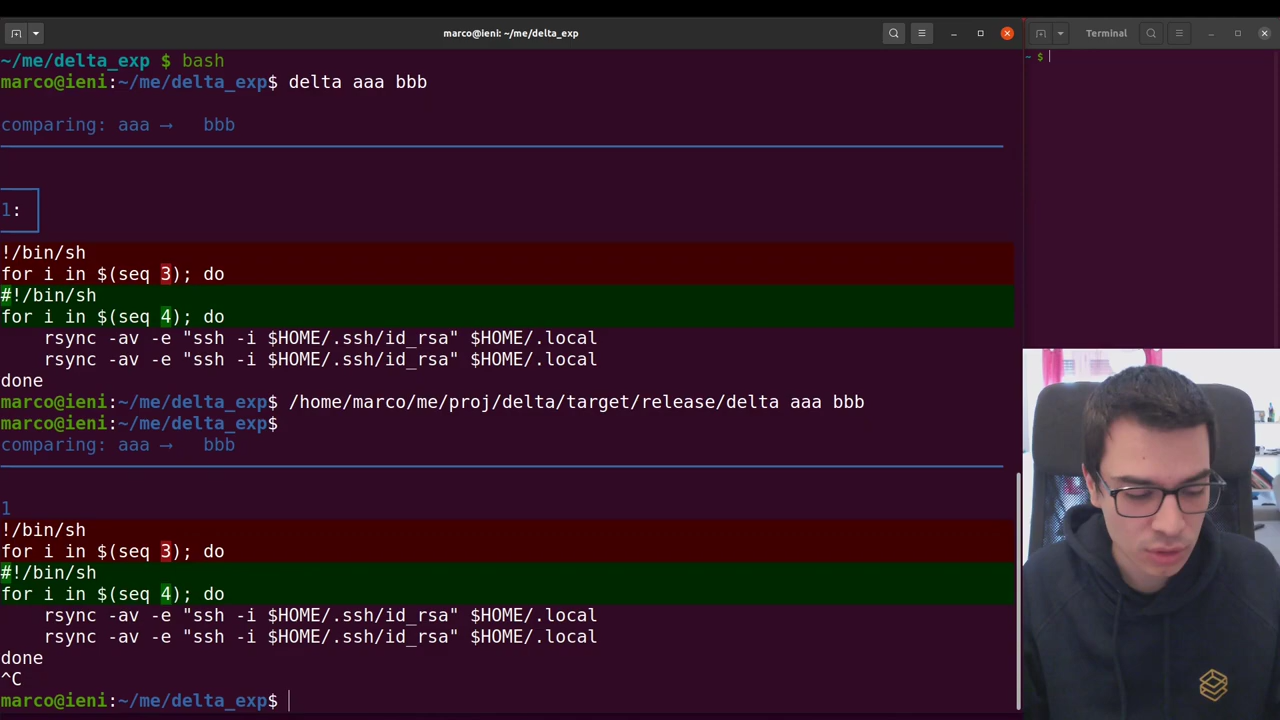 marco@ieni: ~/me/delta_exp
Terminal
~/me/delta_exp $ bash
marco@ieni:~/me/delta_exp$ delta aaa bbb
comparing: aaa ⟶   bbb
1:
!/bin/sh
for i in $(seq 3); do
#!/bin/sh
for i in $(seq 4); do
    rsync -av -e "ssh -i $HOME/.ssh/id_rsa" $HOME/.local
    rsync -av -e "ssh -i $HOME/.ssh/id_rsa" $HOME/.local
done
marco@ieni:~/me/delta_exp$ /home/marco/me/proj/delta/target/release/delta aaa bbb
marco@ieni:~/me/delta_exp$
comparing: aaa ⟶   bbb
1
!/bin/sh
for i in $(seq 3); do
#!/bin/sh
for i in $(seq 4); do
    rsync -av -e "ssh -i $HOME/.ssh/id_rsa" $HOME/.local
    rsync -av -e "ssh -i $HOME/.ssh/id_rsa" $HOME/.local
done
^C
marco@ieni:~/me/delta_exp$
~ $